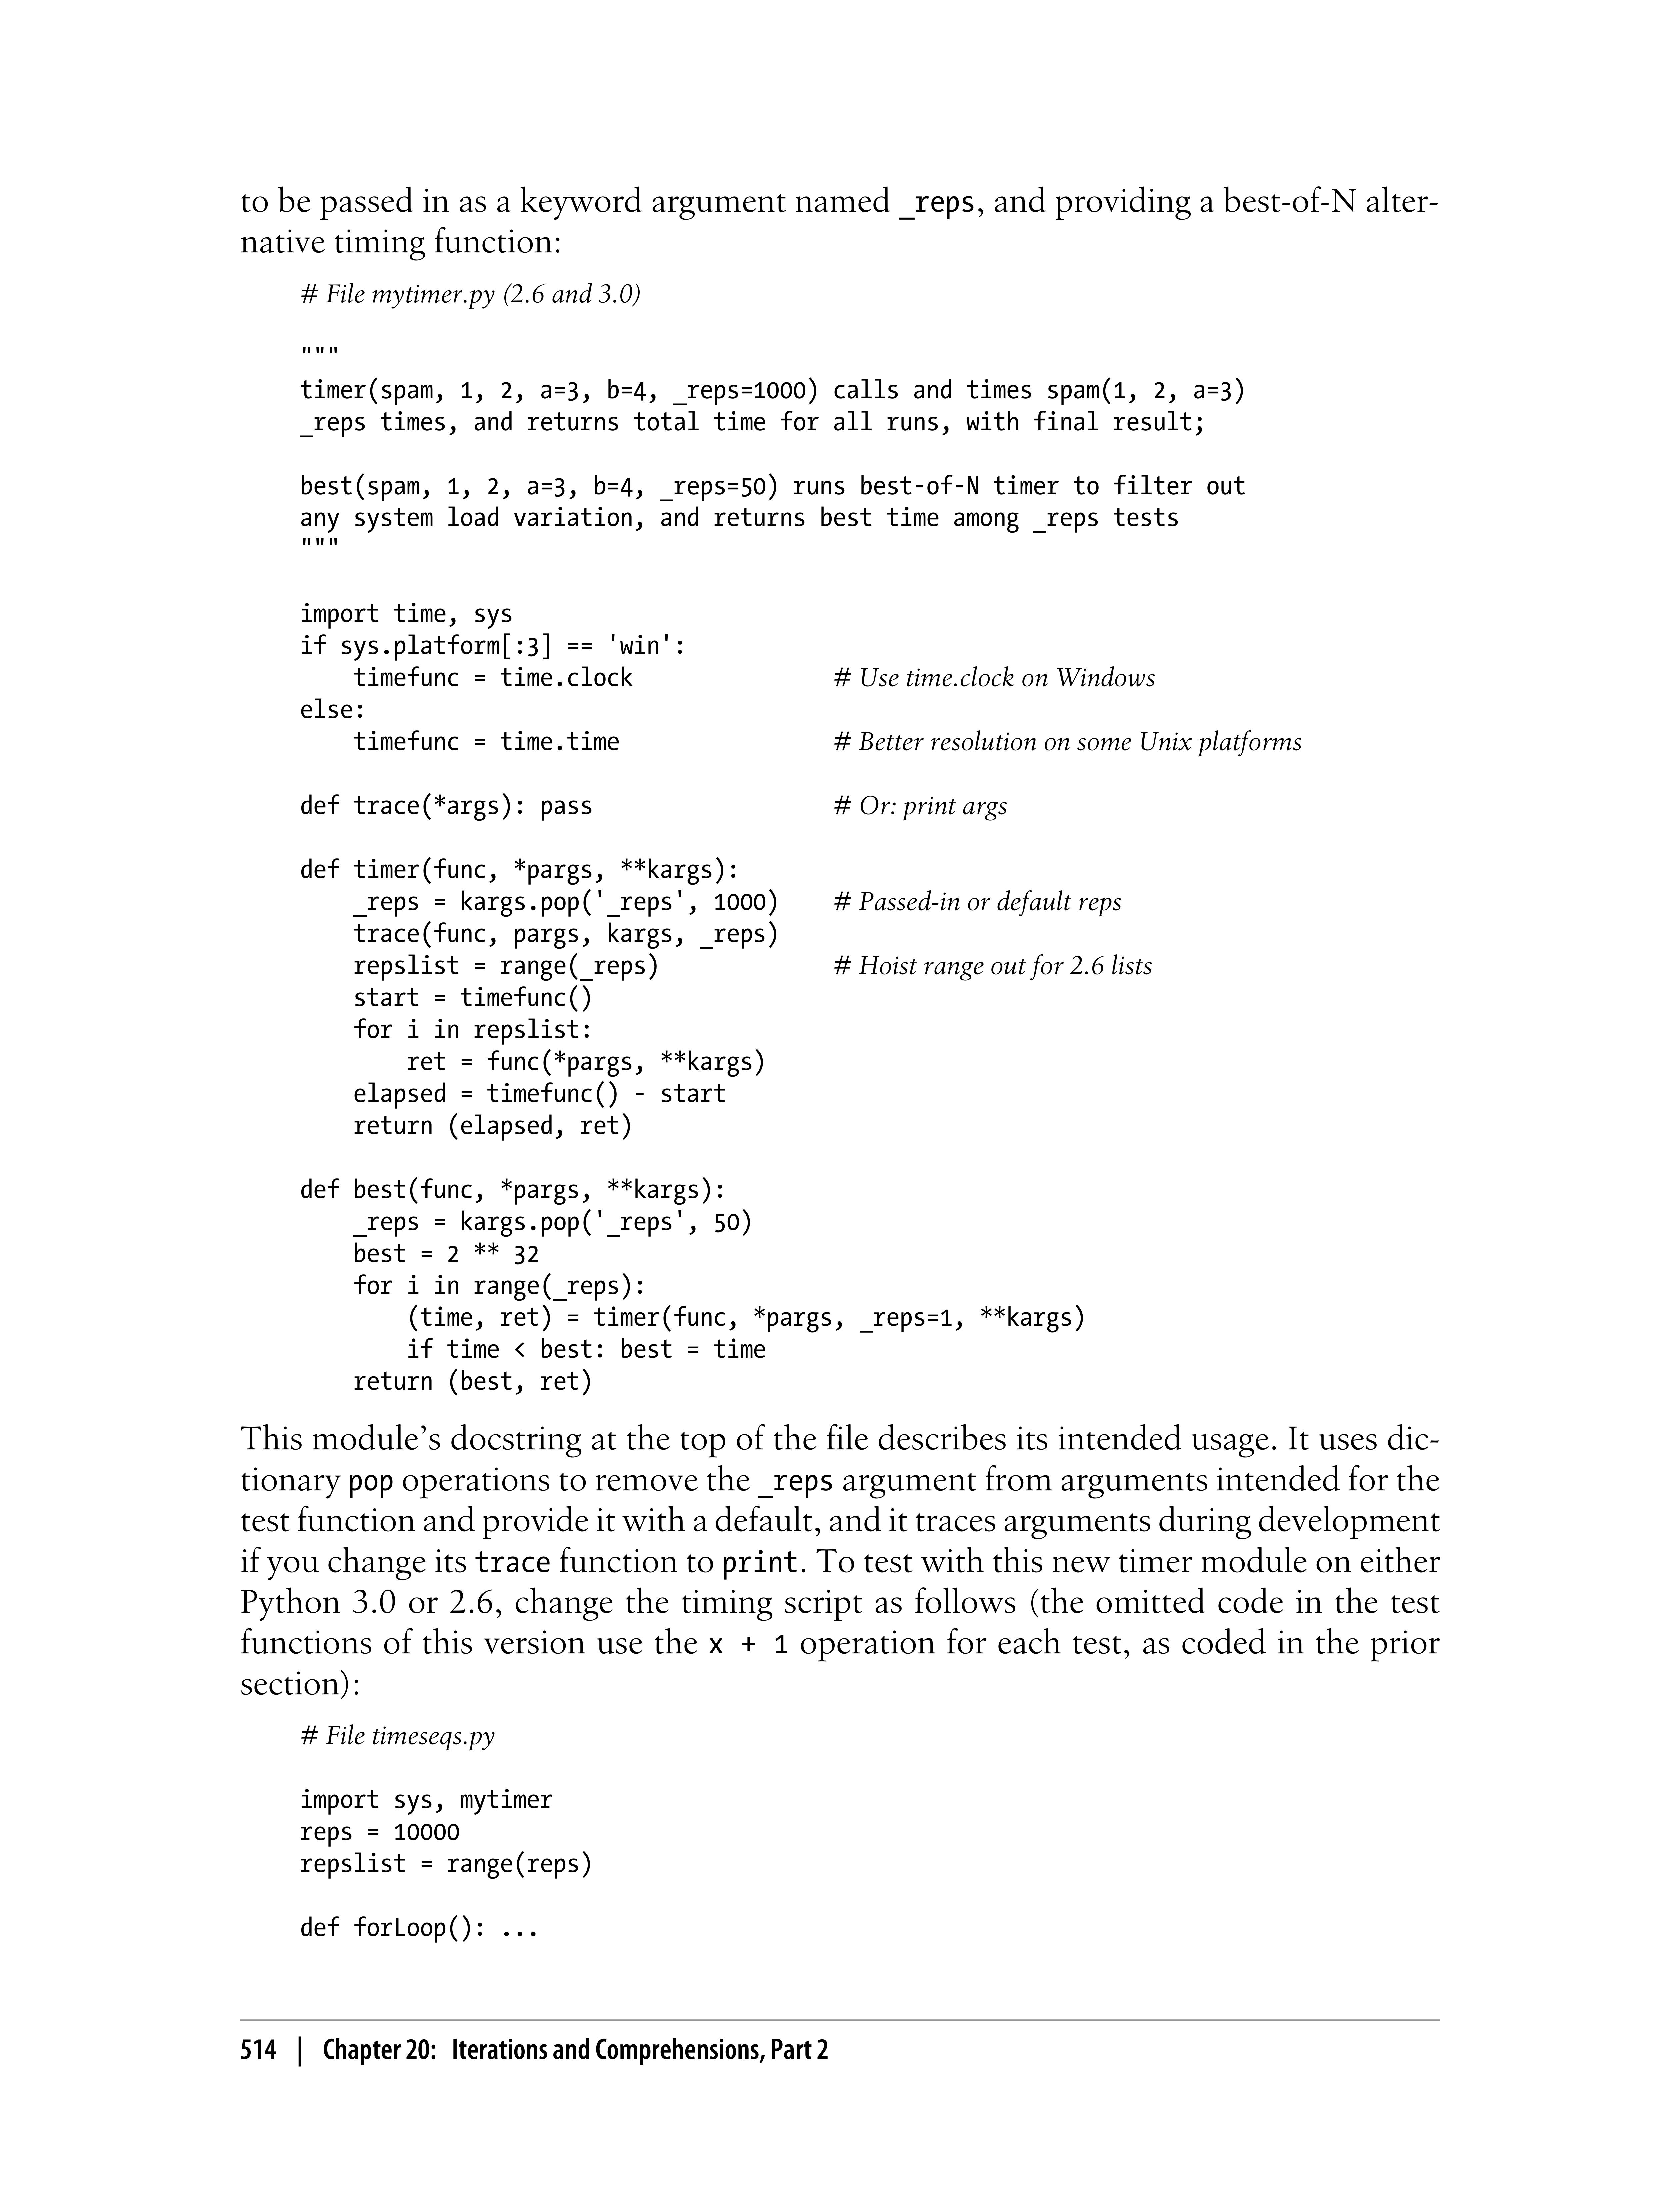 to be passed in as a keyword argument named _reps, and providing a best-of-N alter-
native timing function:
# File mytimer.py (2.6 and 3.0)
"""
timer(spam, 1, 2, a=3, b=4, _reps=1000) calls and times spam(1, 2, a=3)
_reps times, and returns total time for all runs, with final result;
best(spam, 1, 2, a=3, b=4, _reps=50) runs best-of-N timer to filter out
any system load variation, and returns best time among _reps tests
"""
import time, sys
if sys.platform[:3] == 'win':
    timefunc = time.clock # Use time.clock on Windows
else:
    timefunc = time.time # Better resolution on some Unix platforms
def trace(*args): pass # Or: print args
def timer(func, *pargs, **kargs):
    _reps = kargs.pop('_reps', 1000) # Passed-in or default reps
    trace(func, pargs, kargs, _reps)
    repslist = range(_reps) # Hoist range out for 2.6 lists
    start = timefunc()
    for i in repslist:
        ret = func(*pargs, **kargs)
    elapsed = timefunc() - start
    return (elapsed, ret)
def best(func, *pargs, **kargs):
    _reps = kargs.pop('_reps', 50)
    best = 2 ** 32
    for i in range(_reps):
        (time, ret) = timer(func, *pargs, _reps=1, **kargs)
        if time < best: best = time
    return (best, ret)
This module’s docstring at the top of the file describes its intended usage. It uses dic-
tionary pop operations to remove the _reps argument from arguments intended for the
test function and provide it with a default, and it traces arguments during development
if you change its trace function to print. To test with this new timer module on either
Python 3.0 or 2.6, change the timing script as follows (the omitted code in the test
functions of this version use the x + 1 operation for each test, as coded in the prior
section):
# File timeseqs.py
import sys, mytimer
reps = 10000
repslist = range(reps)
def forLoop(): ...
514 | Chapter 20: Iterations and Comprehensions, Part 2